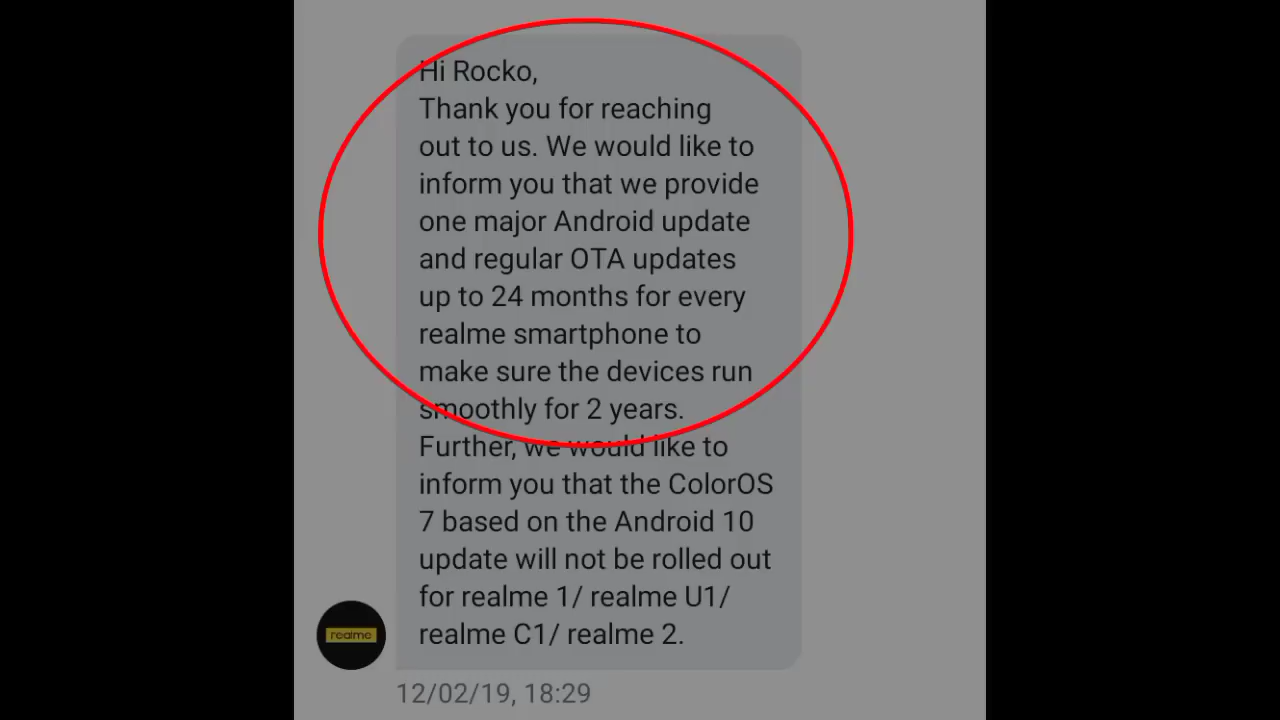 Hi Rocko,
Thank you for reaching
out to us. We would like to
inform you that we provide
one major Android update
and regular OTA updates
up to 24 months for every
realme smartphone to
make sure the devices run
smoothly for 2 years.
Further, we would like to
inform you that the ColorOS
7 based on the Android 10
update will not be rolled out
for realme 1/ realme U1/
realme C1/ realme 2.
realme
12/02/19, 18:29